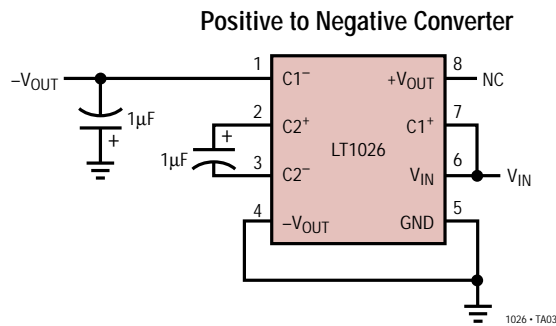 Positive to Negative Converter
–VOUT
1µF
+
1µF
+
1
2
3
4
C1–
C2+
C2–
–VOUT
LT1026
+VOUT
C1+
VIN
GND
8
7
6
5
NC
VIN
1026 • TA03